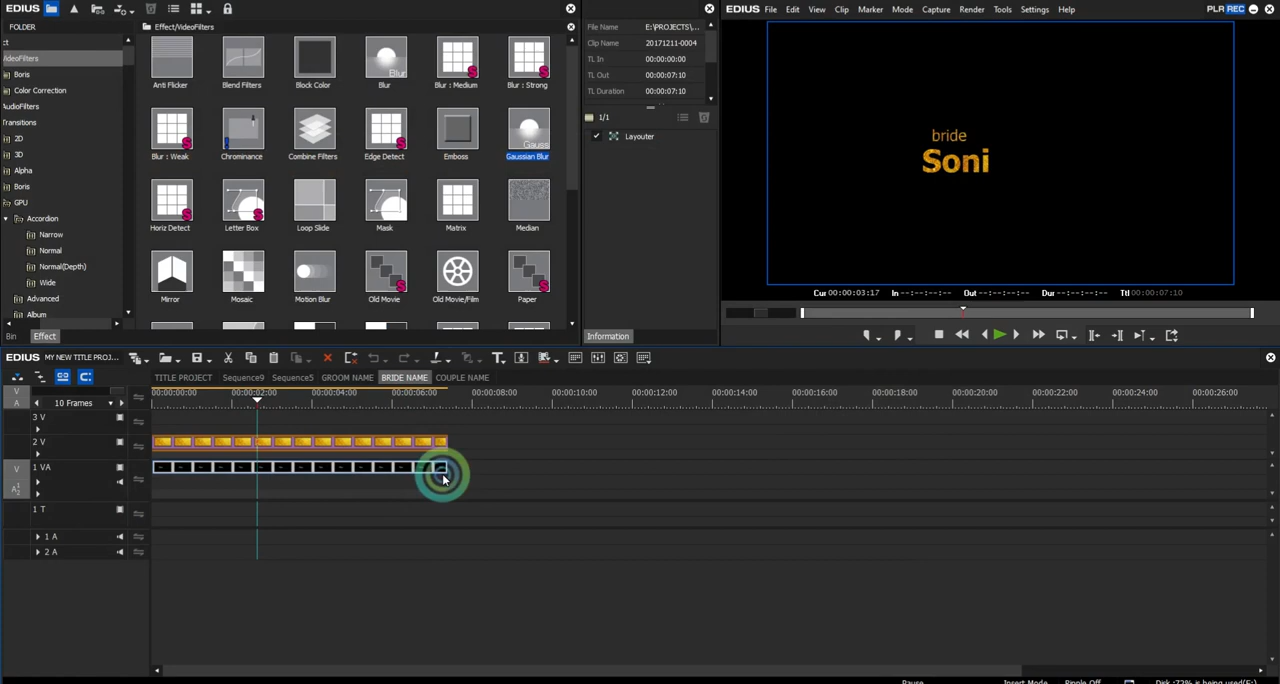 EDIUS
FOLDER
ct
VideoFilters
Boris
Color Correction
AudioFilters
Transitions
2D
3D
Alpha
Boris
GPU
Accordion
Narrow
Normal
Normal(Depth)
Wide
Advanced
Album
Bin Effect
Effect/VideoFilters
Anti Flicker Blend Filters Block Color Blur Blur : Medium Blur : Strong
Blur : Weak Chrominance Combine Filters Edge Detect Emboss Gaussian Blur
Horiz Detect Letter Box Loop Slide Mask Matrix Median
Mirror Mosaic Motion Blur Old Movie Old Movie/Film Paper
File Name E:\PROJECTS\...
Clip Name 20171211-0004
TL In 00:00:00:00
TL Out 00:00:07:10
TL Duration 00:00:07:10
1/1
Layouter
Information
EDIUS File Edit View Clip Marker Mode Capture Render Tools Settings Help PLR REC
bride
Soni
Cur 00:00:03:17 In --:--:--:-- Out --:--:--:-- Dur --:--:--:-- Ttl 00:00:07:10
EDIUS MY NEW TITLE PROJ...
TITLE PROJECT Sequence9 Sequence5 GROOM NAME BRIDE NAME COUPLE NAME
V
A
10 Frames
00:00:00:00 00:00:02:00 00:00:04:00 00:00:06:00 00:00:08:00 00:00:10:00 00:00:12:00 00:00:14:00 00:00:16:00 00:00:18:00 00:00:20:00 00:00:22:00 00:00:24:00 00:00:26:00
3 V
2 V
V 1 VA
1 T
1 A
2 A
Pause Insert Mode Ripple Off Disk :72% is being used(E:)